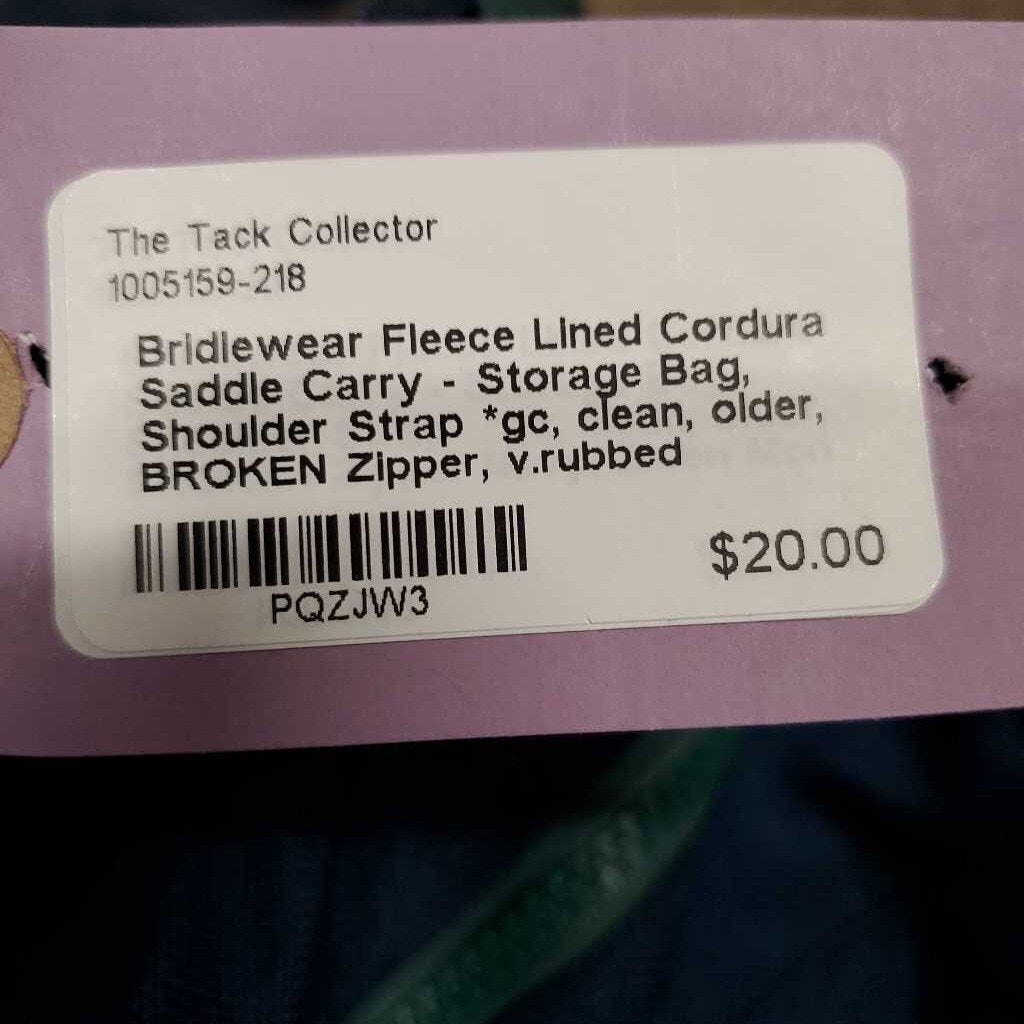 The Tack Collector
1005159-218
Bridlewear Fleece Lined Cordura
Saddle Carry - Storage Bag,
Shoulder Strap *gc, clean, older,
BROKEN Zipper, v.rubbed
PQZJW3
$20.00